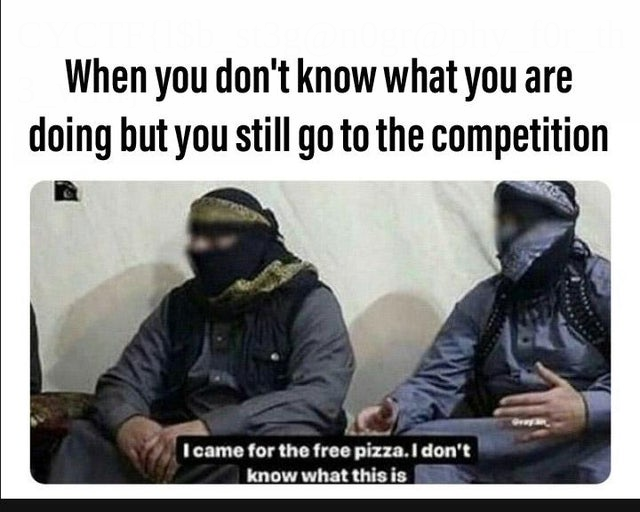 When you don't know what you are
doing but you still go to the competition
I came for the free pizza. I don't
know what this is